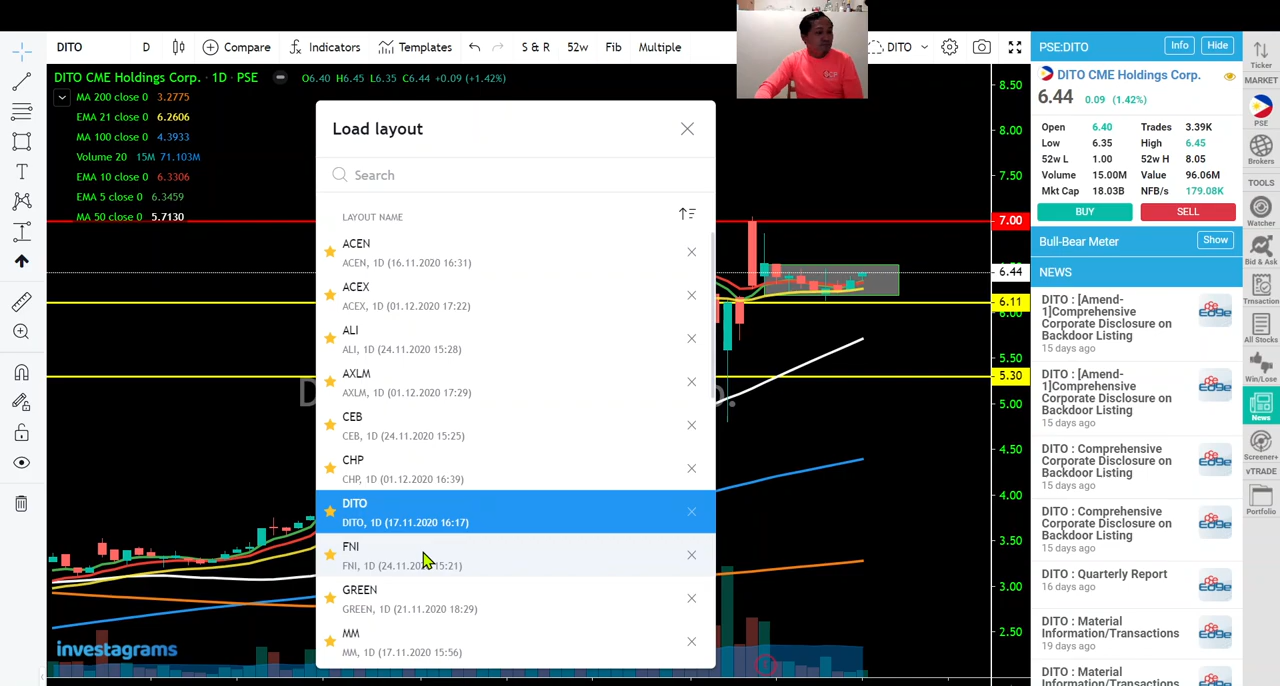 DITO
D
Compare
Indicators
Templates
S & R
52w
Fib
Multiple
DITO
DITO CME Holdings Corp. · 1D · PSE
O6.40 H6.45 L6.35 C6.44 +0.09 (+1.42%)
MA 200 close 0 3.2775
EMA 21 close 0 6.2606
MA 100 close 0 4.3933
Volume 20 15M 71.103M
EMA 10 close 0 6.3306
EMA 5 close 0 6.3459
MA 50 close 0 5.7130
Load layout
Search
LAYOUT NAME
ACEN
ACEN, 1D (16.11.2020 16:31)
ACEX
ACEX, 1D (01.12.2020 17:22)
ALI
ALI, 1D (24.11.2020 15:28)
AXLM
AXLM, 1D (01.12.2020 17:29)
CEB
CEB, 1D (24.11.2020 15:25)
CHP
CHP, 1D (01.12.2020 16:39)
DITO
DITO, 1D (17.11.2020 16:17)
FNI
FNI, 1D (24.11.2020 15:21)
GREEN
GREEN, 1D (21.11.2020 18:29)
MM
MM, 1D (17.11.2020 15:56)
investagrams
8.50
8.00
7.50
7.00
6.44
6.11
6.00
5.50
5.30
5.00
4.50
4.00
3.50
3.00
2.50
PSE:DITO
Info
Hide
DITO CME Holdings Corp.
6.44 0.09 (1.42%)
Open 6.40 Trades 3.39K
Low 6.35 High 6.45
52w L 1.00 52w H 8.05
Volume 15.00M Value 96.06M
Mkt Cap 18.03B NFB/s 179.08K
BUY
SELL
Bull-Bear Meter
Show
NEWS
DITO : [Amend-
1]Comprehensive
Corporate Disclosure on
Backdoor Listing
15 days ago
DITO : [Amend-
1]Comprehensive
Corporate Disclosure on
Backdoor Listing
15 days ago
DITO : Comprehensive
Corporate Disclosure on
Backdoor Listing
15 days ago
DITO : Comprehensive
Corporate Disclosure on
Backdoor Listing
15 days ago
DITO : Quarterly Report
16 days ago
DITO : Material
Information/Transactions
19 days ago
DITO : Material
Information/Transactions
Ticker
MARKET
PSE
Brokers
TOOLS
Watcher
Bid & Ask
Trnsaction
All Stocks
Win/Lose
News
Screener+
vTRADE
Portfolio